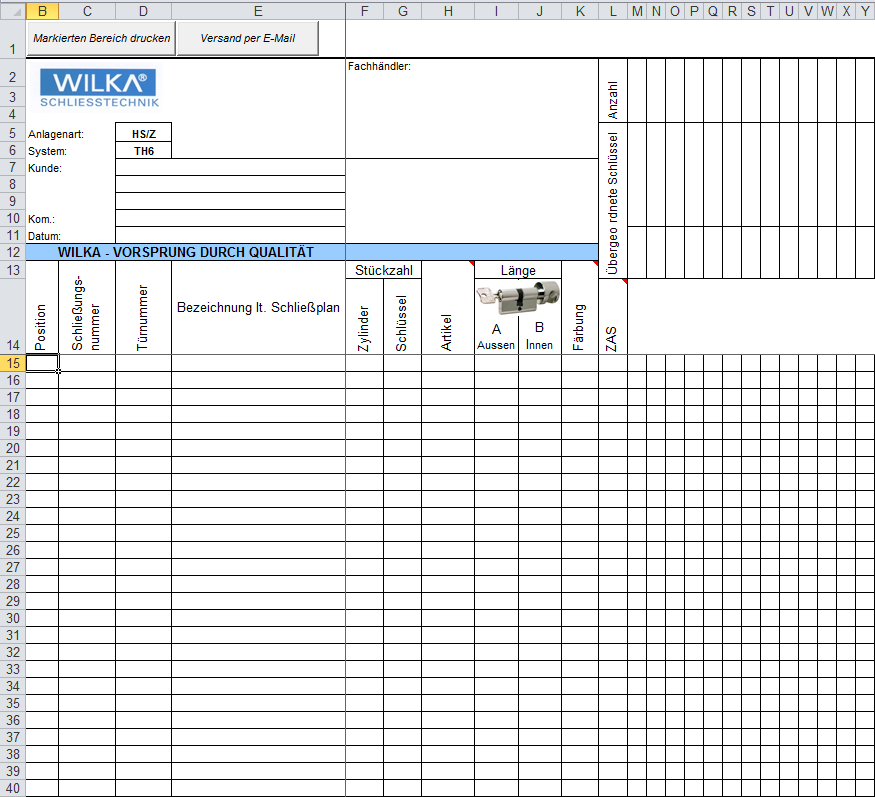 B C D E F G H I J K L M N O P Q R S T U V W X Y
1
Markierten Bereich drucken
Versand per E-Mail
2
WILKA®
SCHLIESSTECHNIK
Fachhändler:
Anzahl
3
4
5
Anlagenart:
HS/Z
6
System:
TH6
7
Kunde:
Übergeo rdnete Schlüssel
8
9
10
Kom.:
11
Datum:
12
WILKA - VORSPRUNG DURCH QUALITÄT
13
Stückzahl
Länge
14
Position
Schließungs-
nummer
Türnummer
Bezeichnung lt. Schließplan
Zylinder
Schlüssel
Artikel
A
Aussen
B
Innen
Färbung
ZAS
15
16
17
18
19
20
21
22
23
24
25
26
27
28
29
30
31
32
33
34
35
36
37
38
39
40